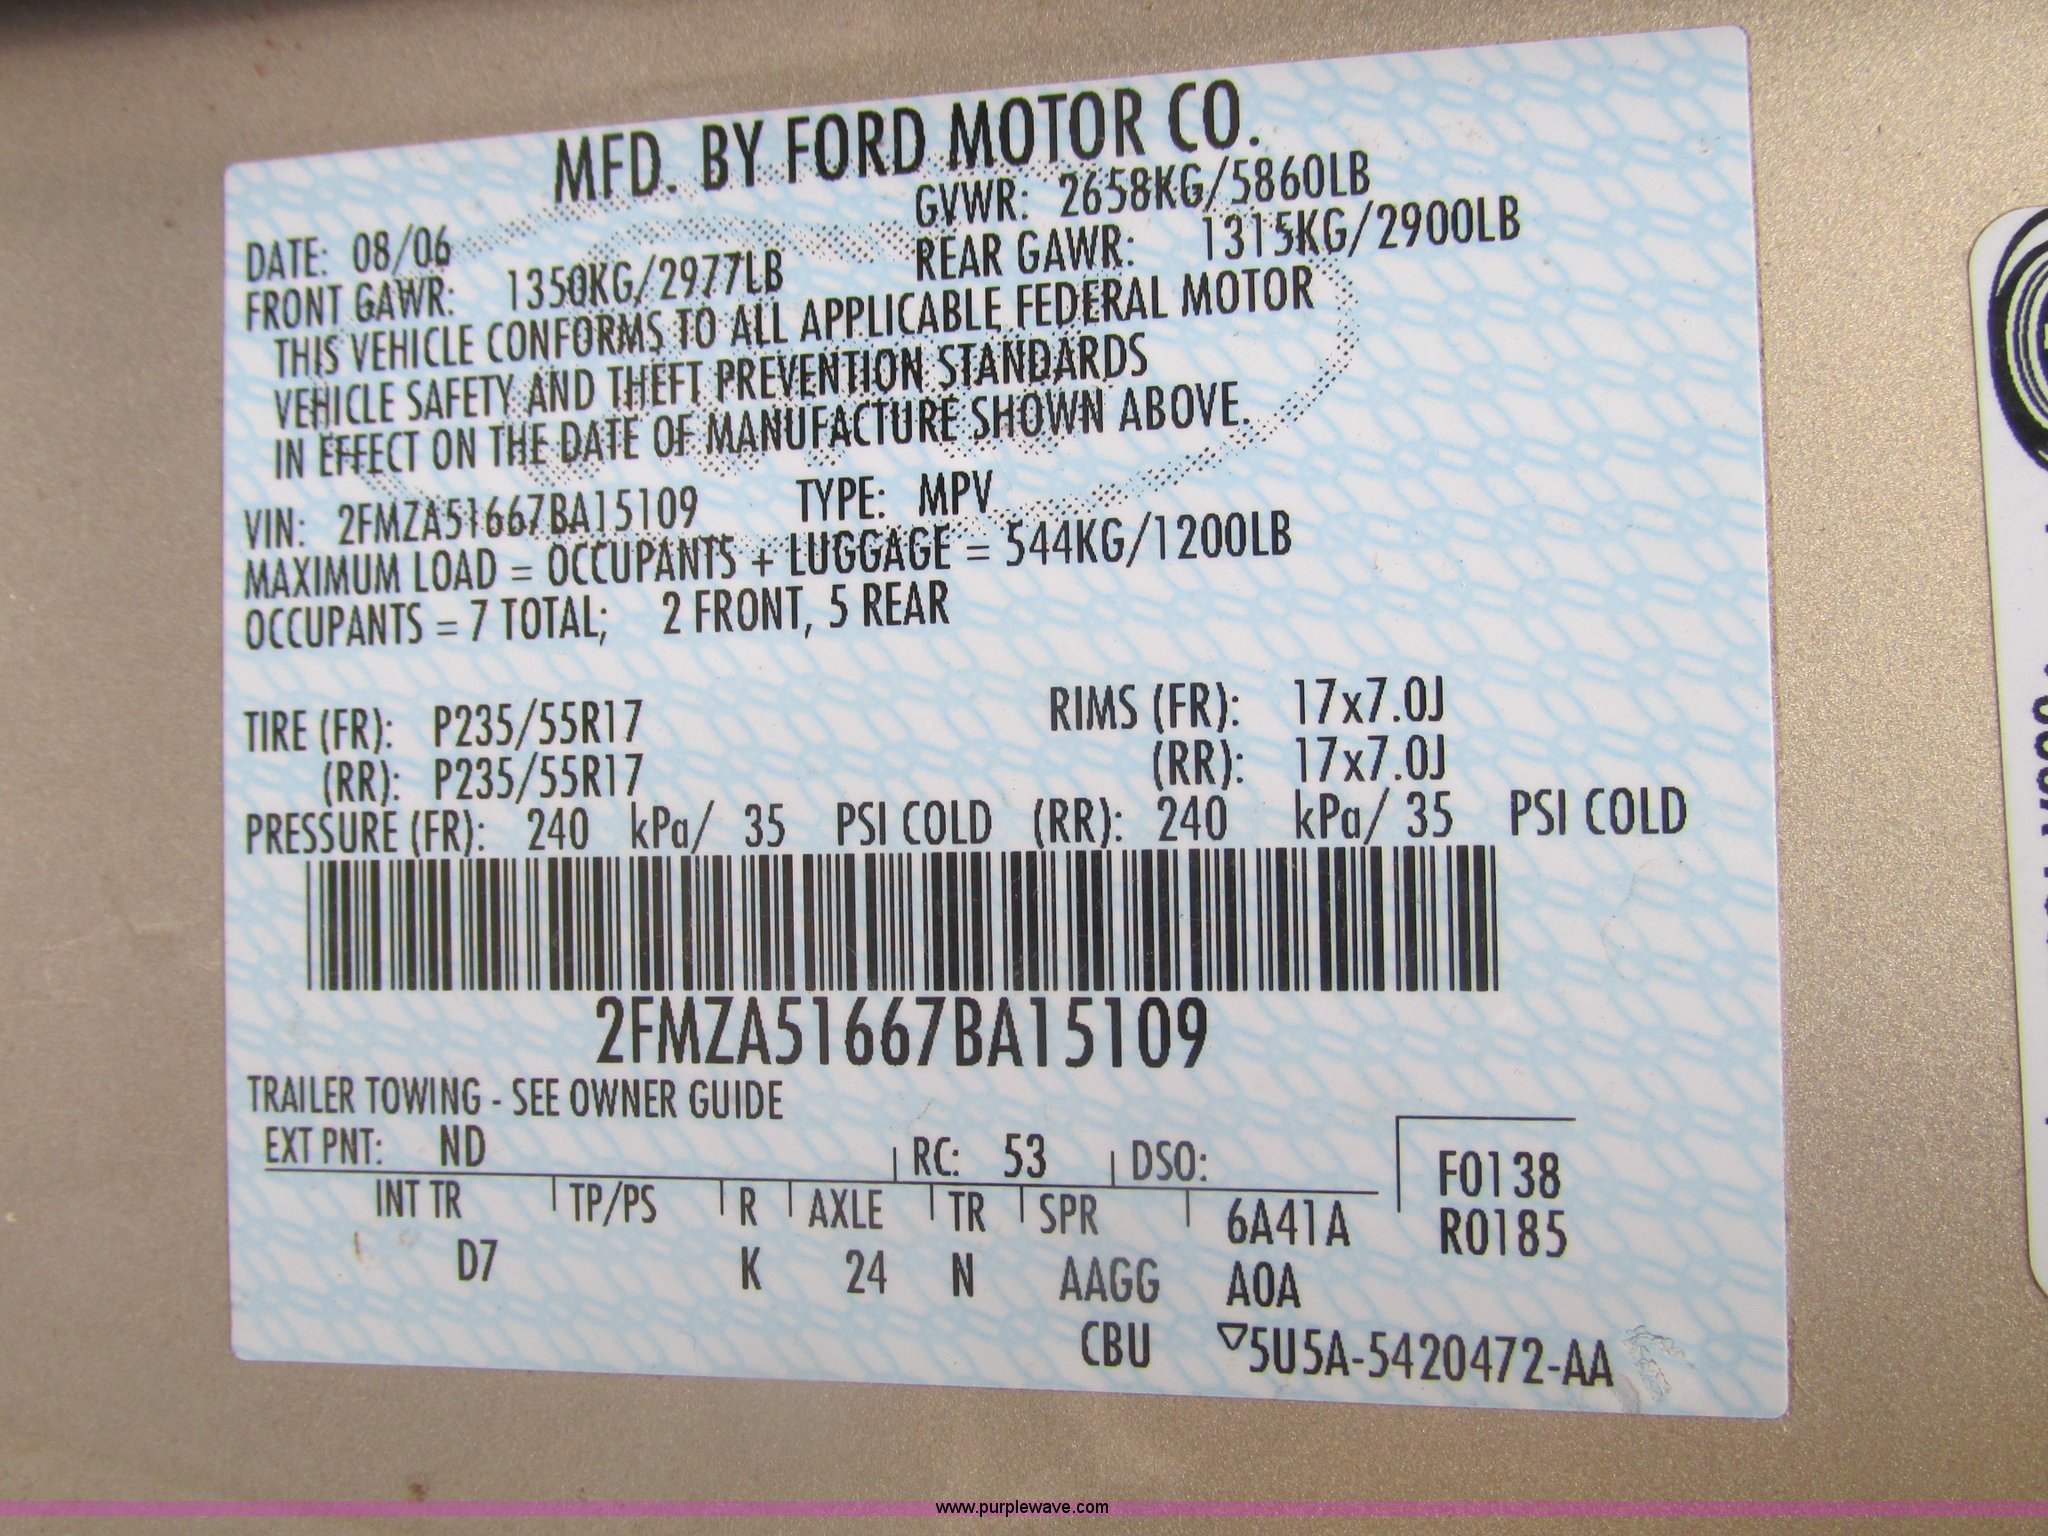 MFD. BY FORD MOTOR CO.
DATE: 08/06 GVWR: 2658KG/5860LB
FRONT GAWR: 1350KG/2977LB REAR GAWR: 1315KG/2900LB
THIS VEHICLE CONFORMS TO ALL APPLICABLE FEDERAL MOTOR
VEHICLE SAFETY AND THEFT PREVENTION STANDARDS
IN EFFECT ON THE DATE OF MANUFACTURE SHOWN ABOVE.
VIN: 2FMZA51667BA15109 TYPE: MPV
MAXIMUM LOAD = OCCUPANTS + LUGGAGE = 544KG/1200LB
OCCUPANTS = 7 TOTAL; 2 FRONT, 5 REAR
TIRE (FR): P235/55R17 RIMS (FR): 17x7.0J
(RR): P235/55R17 (RR): 17x7.0J
PRESSURE (FR): 240 kPa/ 35 PSI COLD (RR): 240 kPa/ 35 PSI COLD
2FMZA51667BA15109
TRAILER TOWING - SEE OWNER GUIDE
EXT PNT: ND RC: 53 DSO: F0138
INT TR TP/PS R AXLE TR SPR 6A41A R0185
D7 K 24 N AAGG A0A
CBU ▽5U5A-5420472-AA
www.purplewave.com